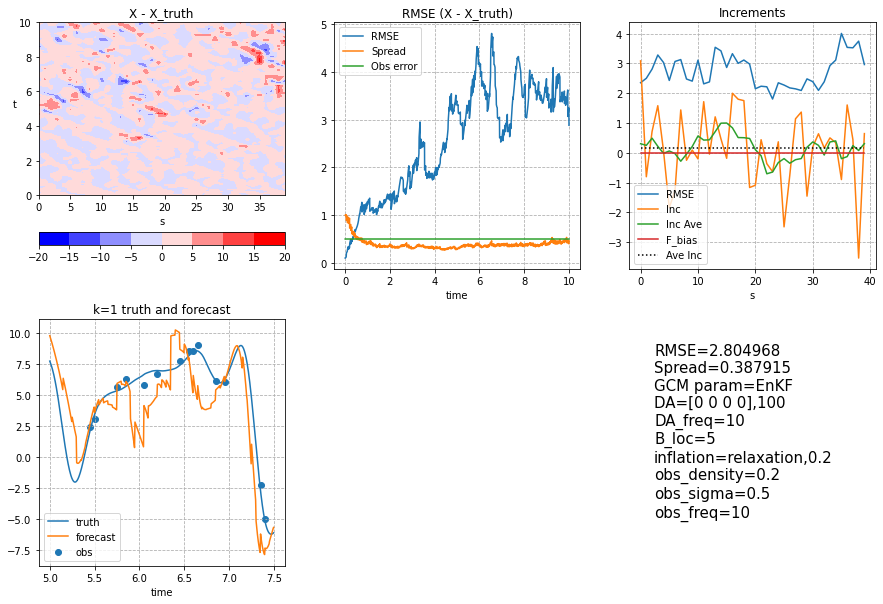 X - X_truth
10
8
6
4
2
0
t
0 5 10 15 20 25 30 35
s
−20 −15 −10 −5 0 5 10 15 20
RMSE (X - X_truth)
5
4
3
2
1
0
RMSE
Spread
Obs error
0 2 4 6 8 10
time
Increments
4
3
2
1
0
−1
−2
−3
RMSE
Inc
Inc Ave
F_bias
Ave Inc
0 10 20 30 40
s
k=1 truth and forecast
10.0
7.5
5.0
2.5
0.0
−2.5
−5.0
−7.5
truth
forecast
obs
5.0 5.5 6.0 6.5 7.0 7.5
time
RMSE=2.804968
Spread=0.387915
GCM param=EnKF
DA=[0 0 0 0],100
DA_freq=10
B_loc=5
inflation=relaxation,0.2
obs_density=0.2
obs_sigma=0.5
obs_freq=10